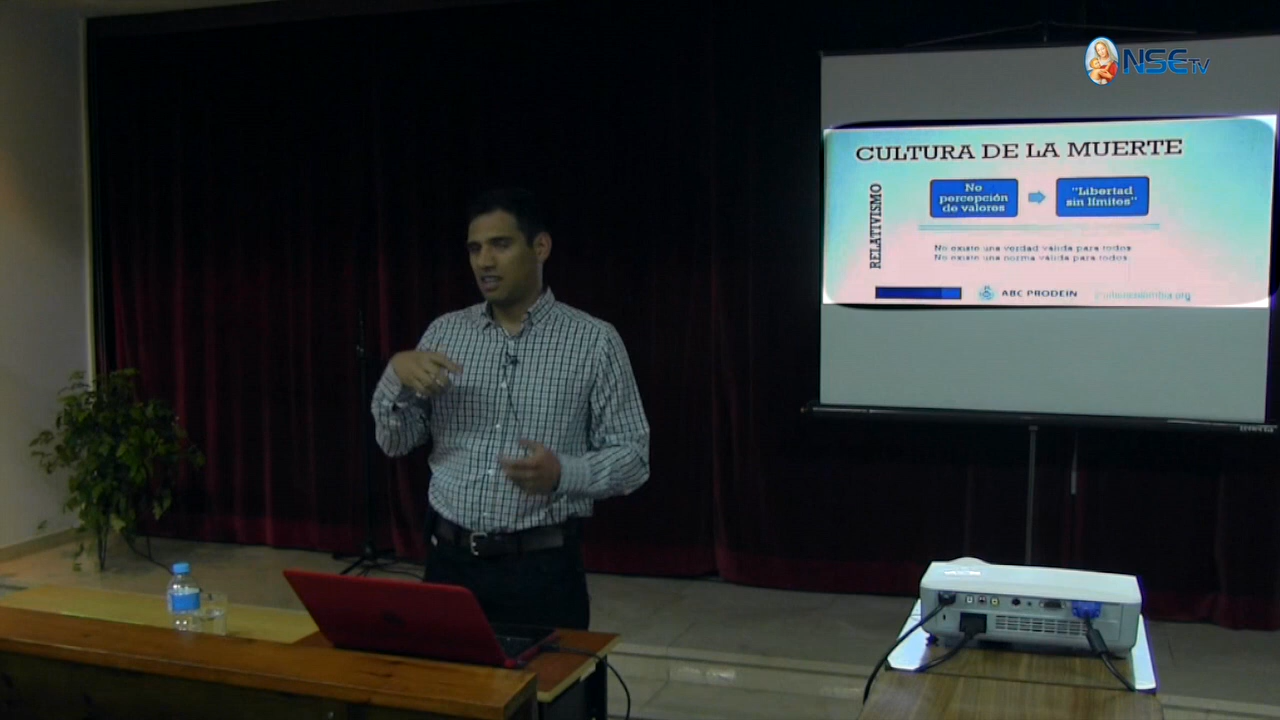 NSETV
CULTURA DE LA MUERTE
RELATIVISMO
No
percepción
de valores
"Libertad
sin límites"
No existe una verdad válida para todos
No existe una norma válida para todos
ABC PRODEIN